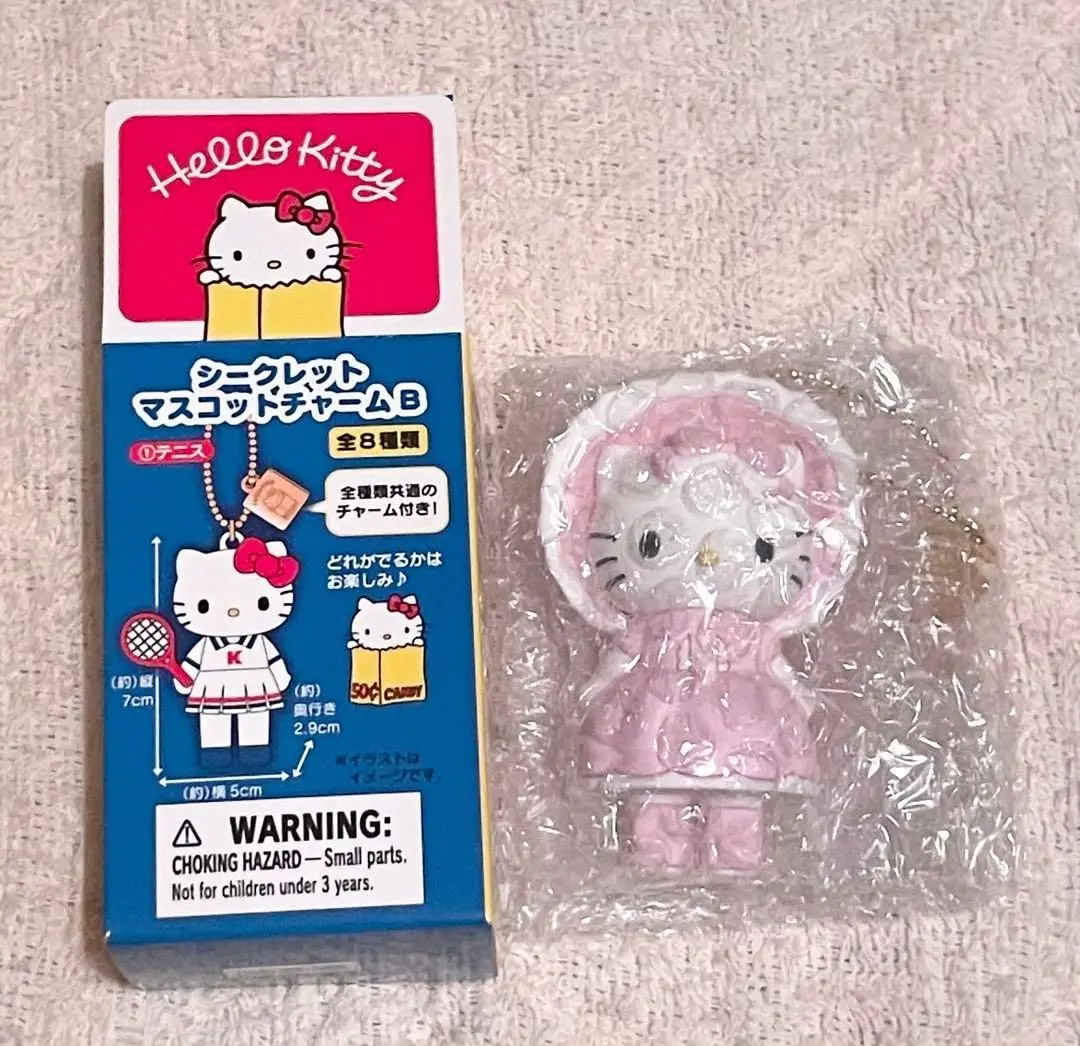 Hello Kitty
シークレット
マスコットチャームB
①テニス
全8種類
全種類共通の
チャーム付き!
どれがでるかは
お楽しみ♪
K
50¢ CANDY
(約)縦
7cm
(約)
奥行き
2.9cm
※イラストは
イメージです
(約)横5cm
WARNING:
CHOKING HAZARD—Small parts.
Not for children under 3 years.